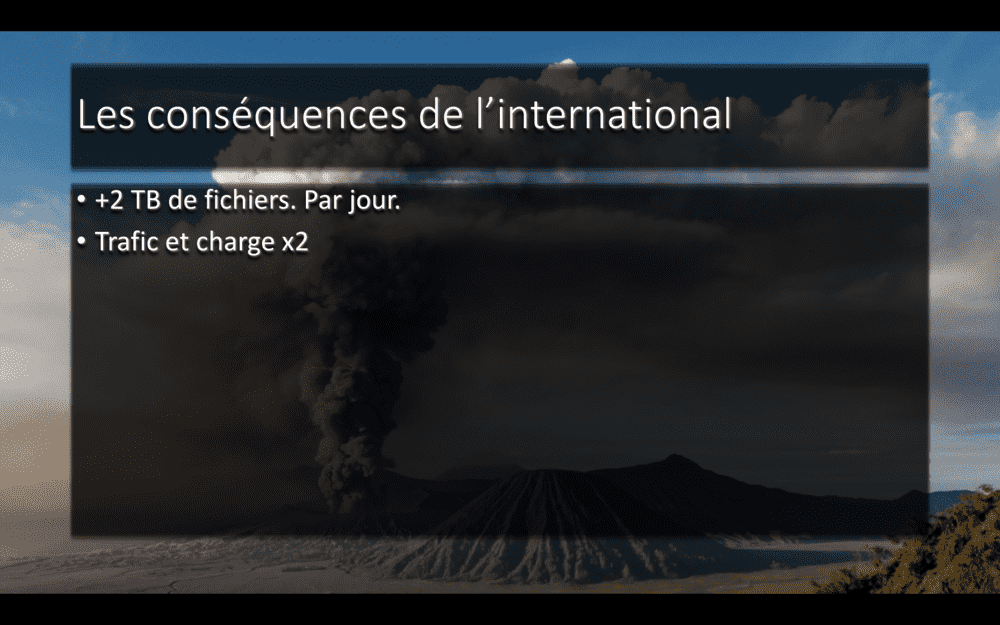 Les conséquences de l’international
• +2 TB de fichiers. Par jour.
• Trafic et charge x2